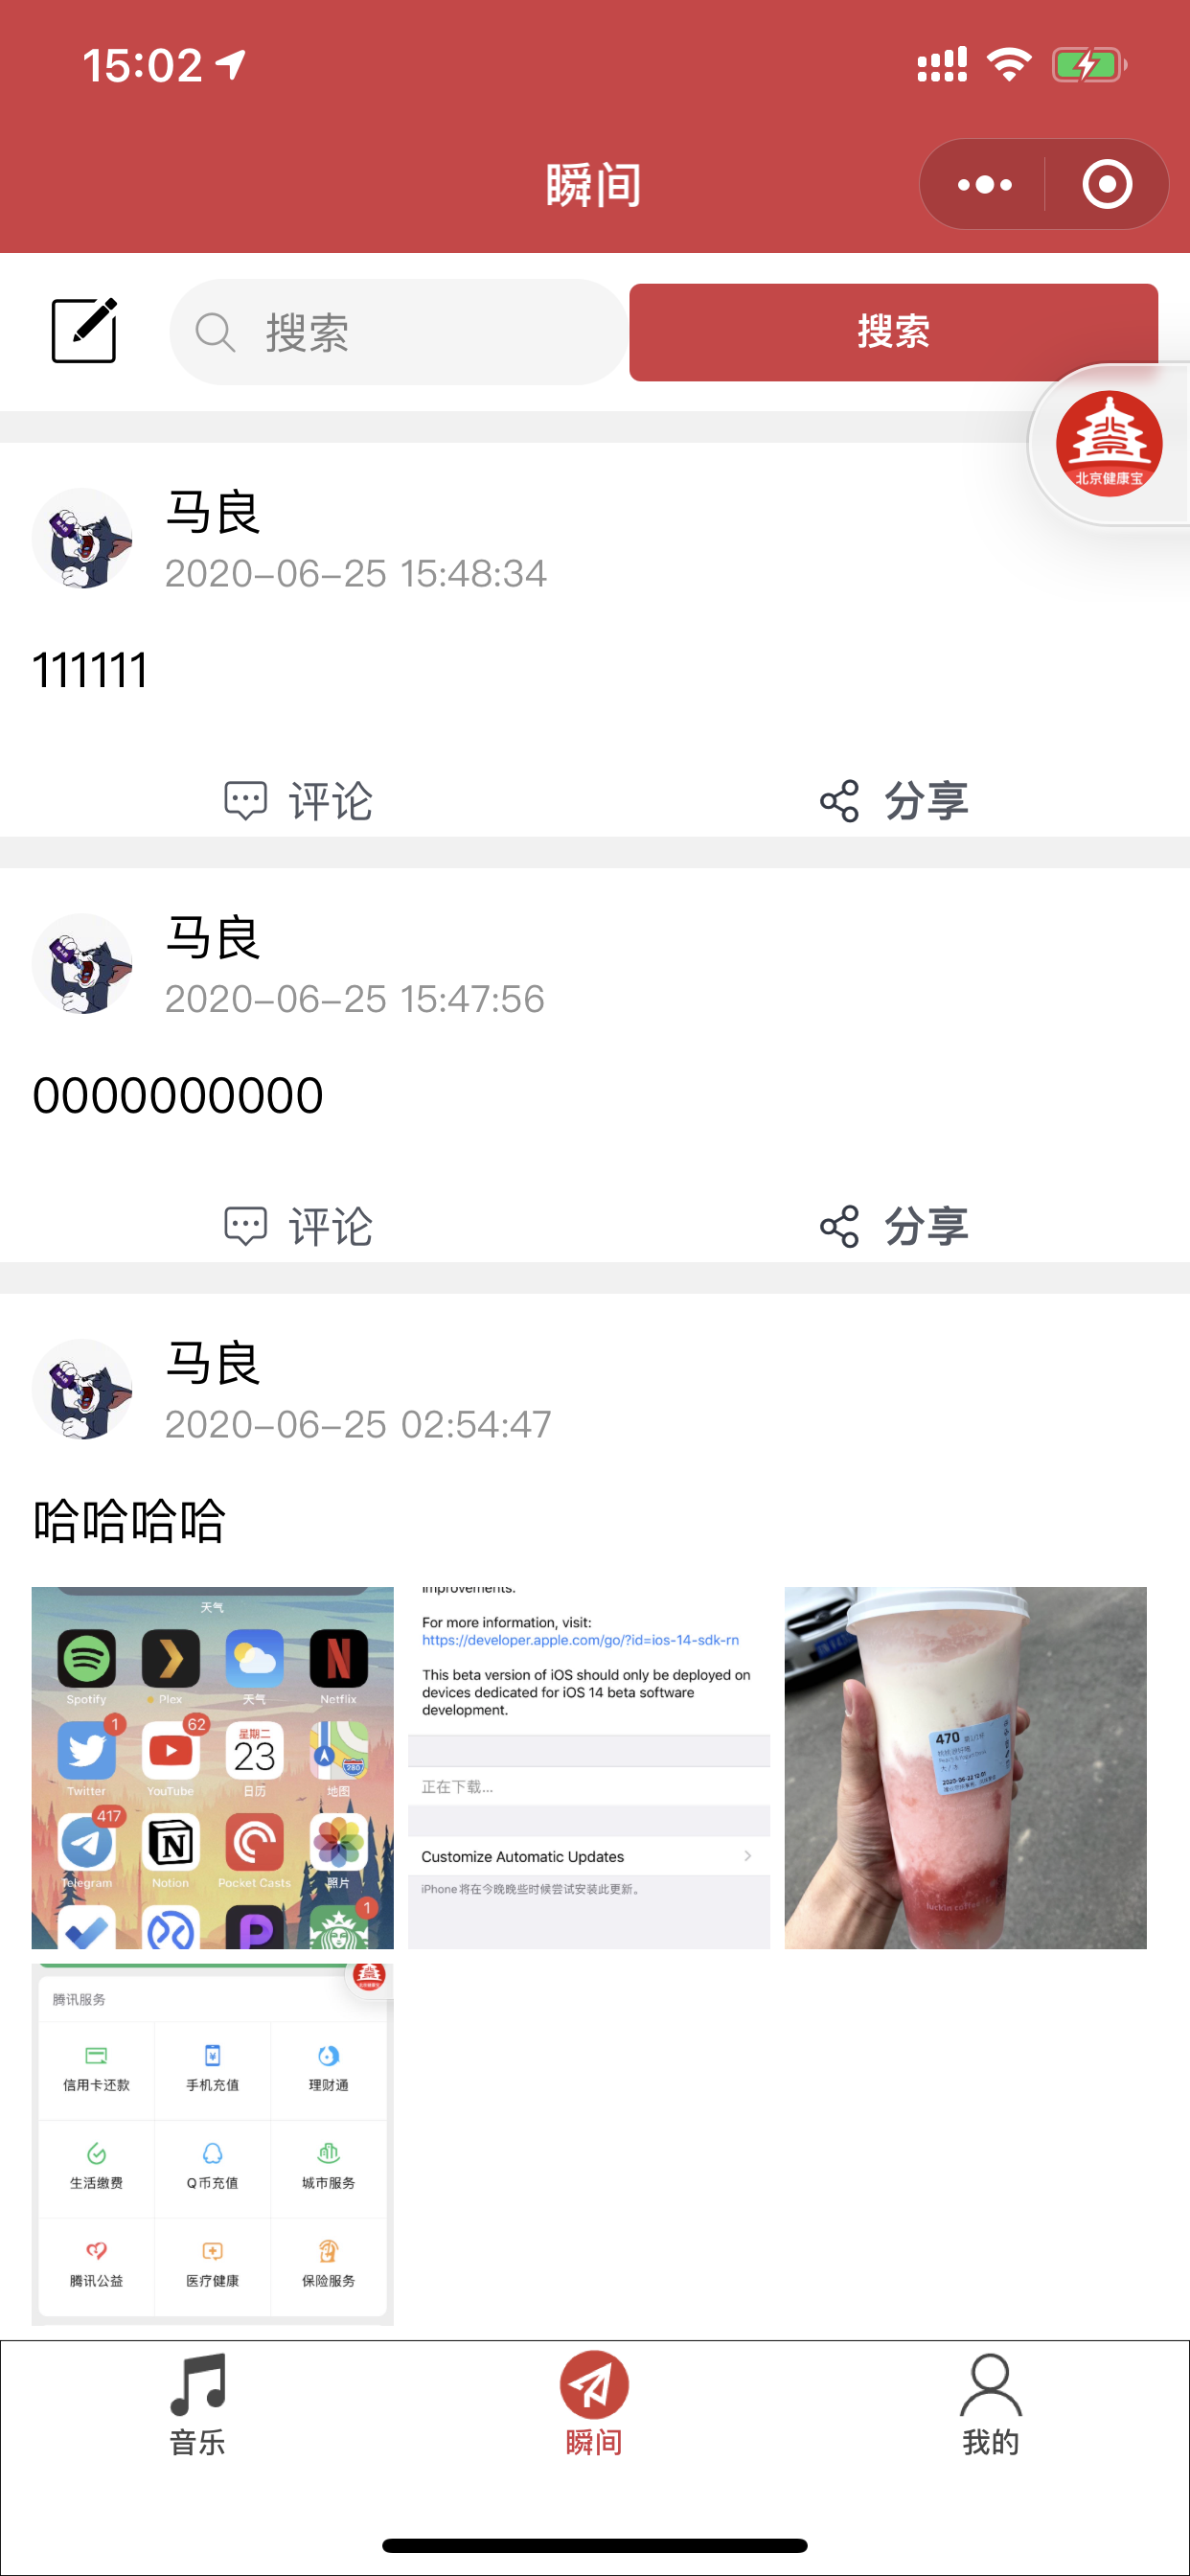 15:02
瞬间
搜索
搜索
北京健康宝
马良
2020-06-25 15:48:34
111111
评论
分享
马良
2020-06-25 15:47:56
0000000000
评论
分享
马良
2020-06-25 02:54:47
哈哈哈哈
天气
Spotify
Plex
天气
Netflix
1
62
星期二
23
280
Twitter
YouTube
日历
地图
417
Telegram
Notion
Pocket Casts
照片
1
improvements.
For more information, visit:
https://developer.apple.com/go/?id=ios-14-sdk-rn
This beta version of iOS should only be deployed on
devices dedicated for iOS 14 beta software
development.
正在下载...
Customize Automatic Updates
iPhone 将在今晚晚些时候尝试安装此更新。
470
luckin coffee
腾讯服务
信用卡还款
手机充值
理财通
生活缴费
Q币充值
城市服务
腾讯公益
医疗健康
保险服务
音乐
瞬间
我的